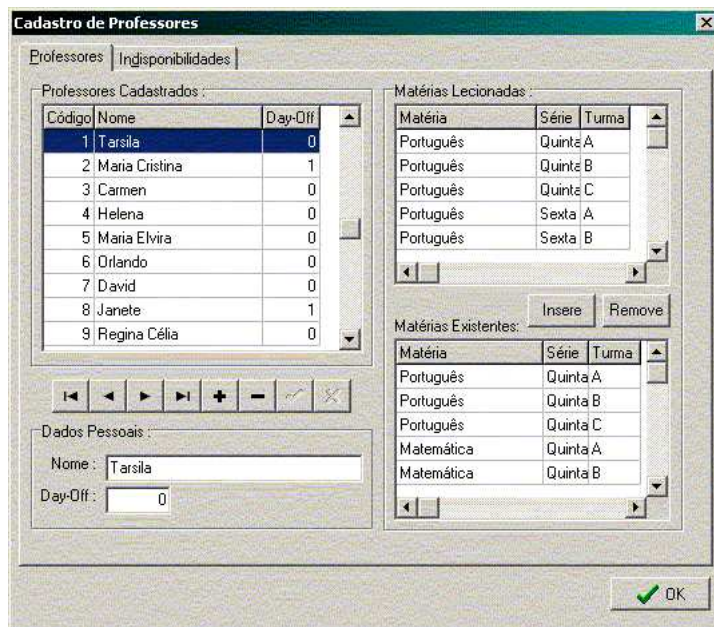 Cadastro de Professores
Professores Indisponibilidades
Professores Cadastrados :
Código Nome Day-Off
1 Tarsila 0
2 Maria Cristina 1
3 Carmen 0
4 Helena 0
5 Maria Elvira 0
6 Orlando 0
7 David 0
8 Janete 1
9 Regina Célia 0
Dados Pessoais :
Nome : Tarsila
Day-Off : 0
Matérias Lecionadas :
Matéria Série Turma
Português Quinta A
Português Quinta B
Português Quinta C
Português Sexta A
Português Sexta B
Insere Remove
Matérias Existentes:
Matéria Série Turma
Português Quinta A
Português Quinta B
Português Quinta C
Matemática Quinta A
Matemática Quinta B
OK